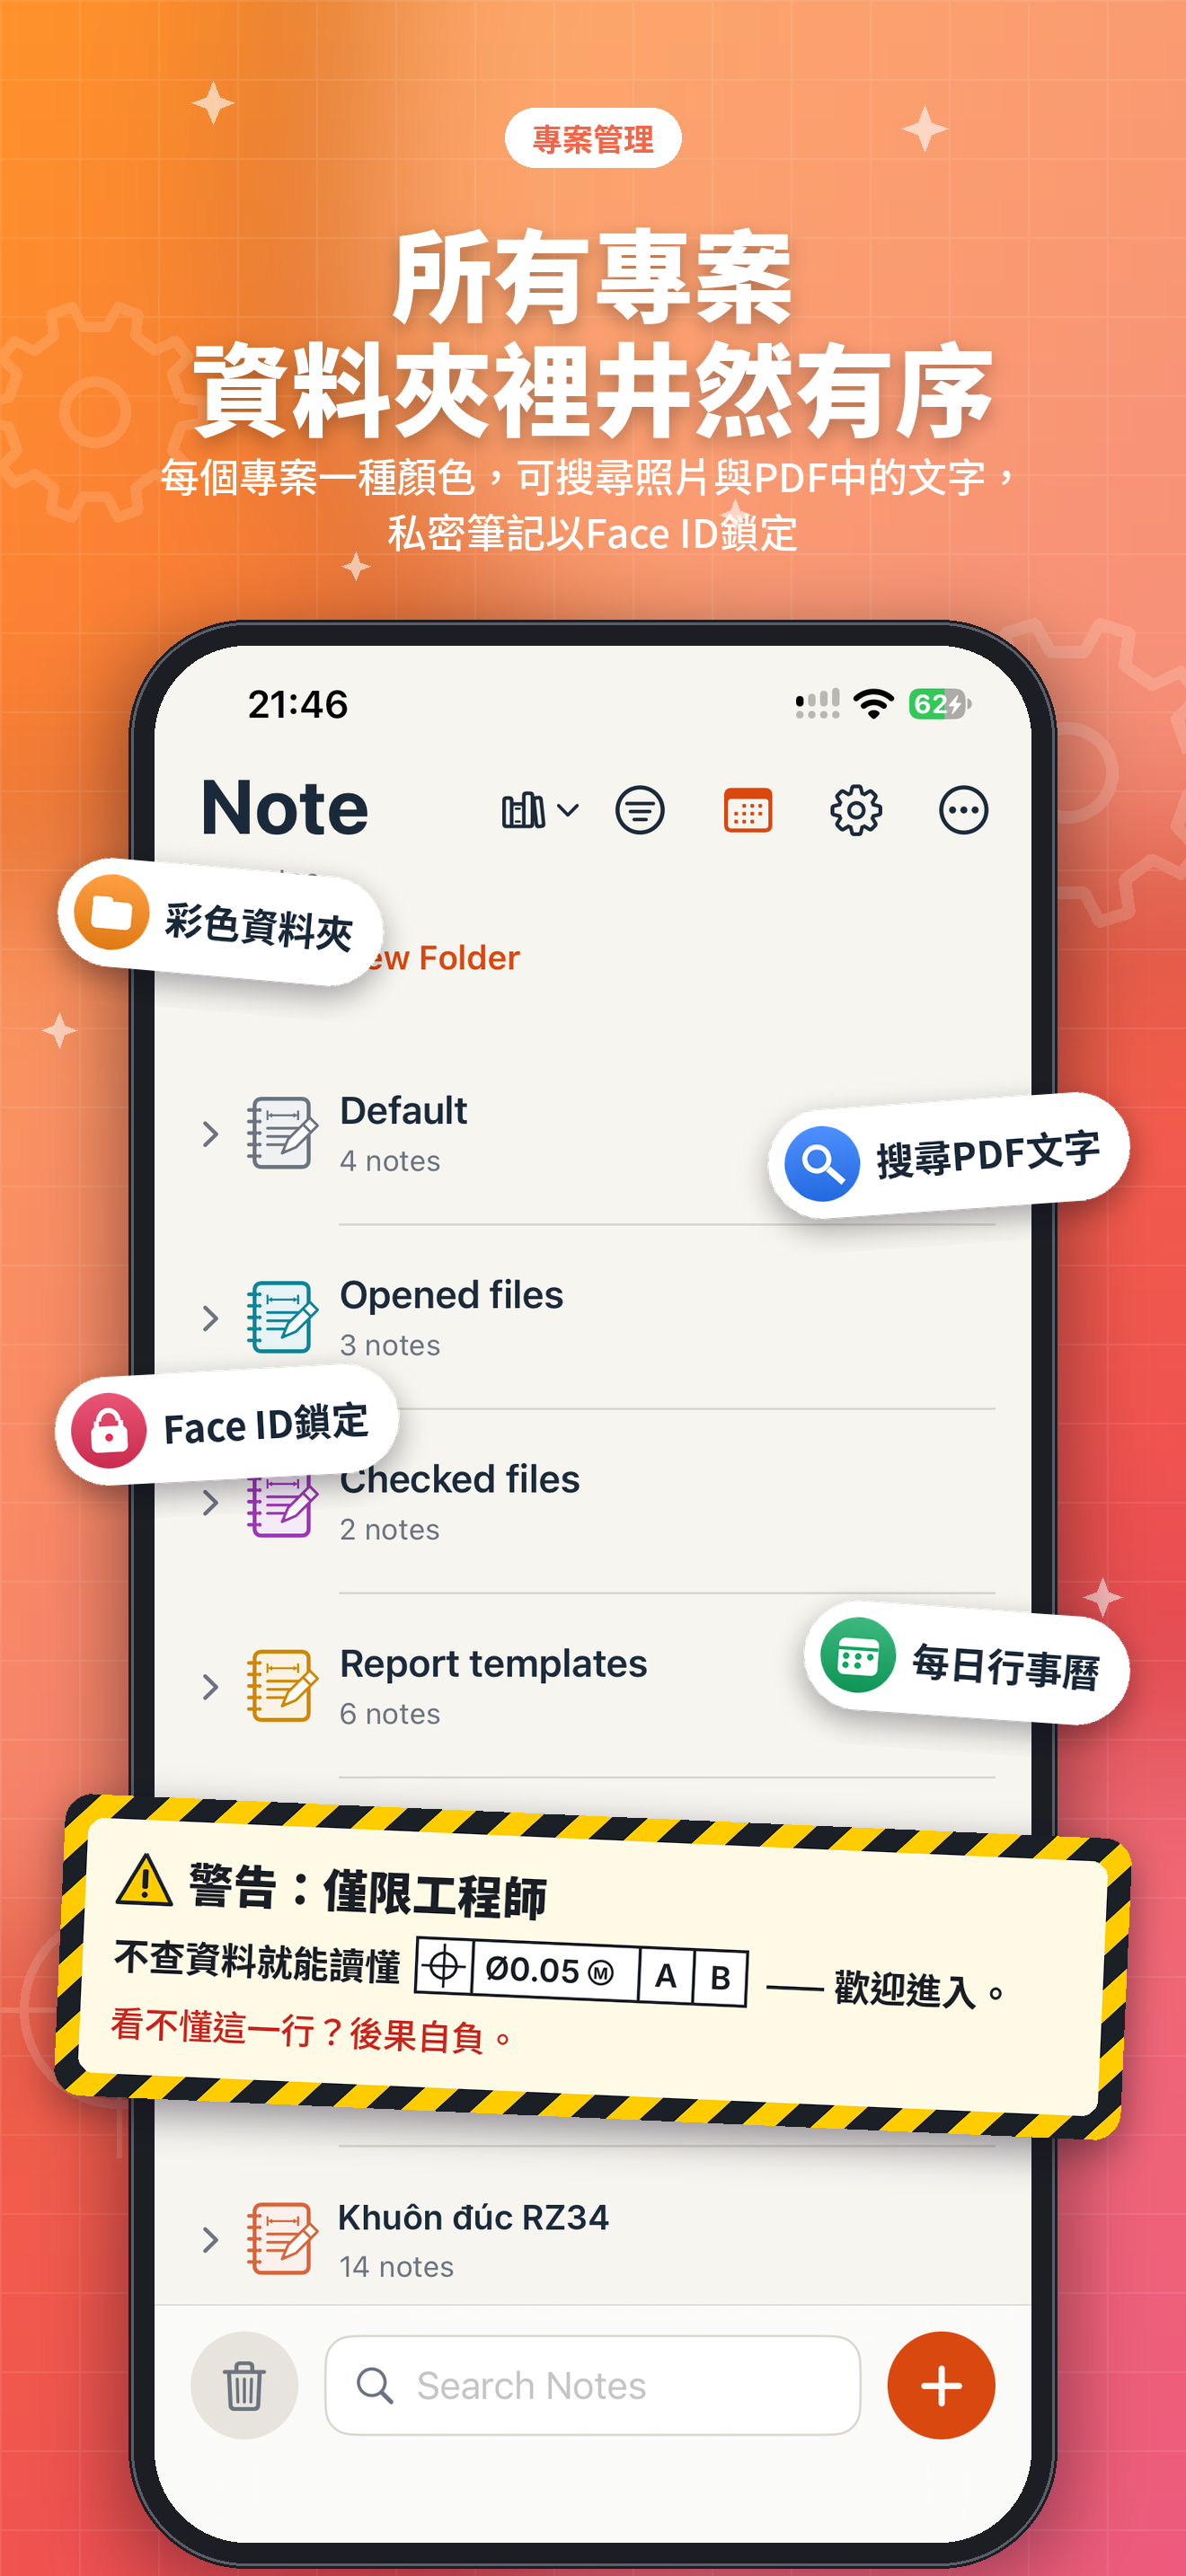 專案管理
所有專案
資料夾裡井然有序
每個專案一種顏色，可搜尋照片與PDF中的文字，
私密筆記以Face ID鎖定
21:46
62
Note
彩色資料夾
ew Folder
Default
4 notes
搜尋PDF文字
Opened files
3 notes
Face ID鎖定
Checked files
2 notes
Report templates
6 notes
每日行事曆
警告：僅限工程師
不查資料就能讀懂 Ø0.05 Ⓜ A B —— 歡迎進入。
看不懂這一行？後果自負。
Khuôn đúc RZ34
14 notes
Search Notes